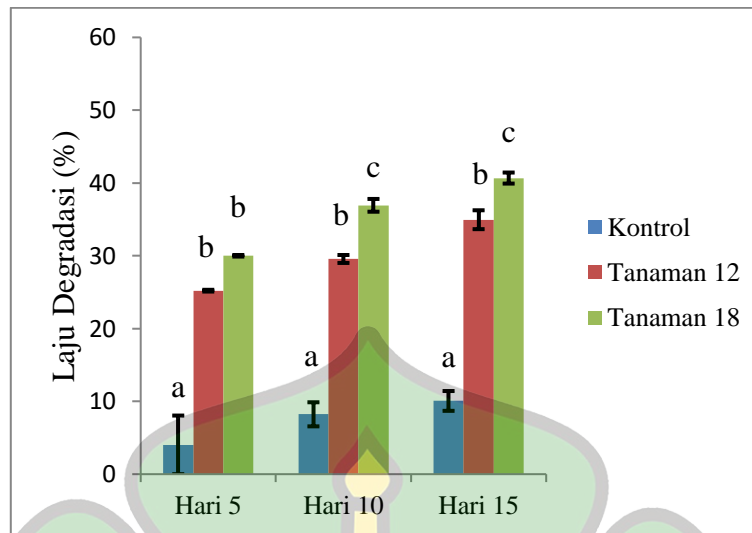 60
50
40
30
20
10
0
Laju Degradasi (%)
a
b
b
a
b
c
a
b
c
Hari 5
Hari 10
Hari 15
Kontrol
Tanaman 12
Tanaman 18